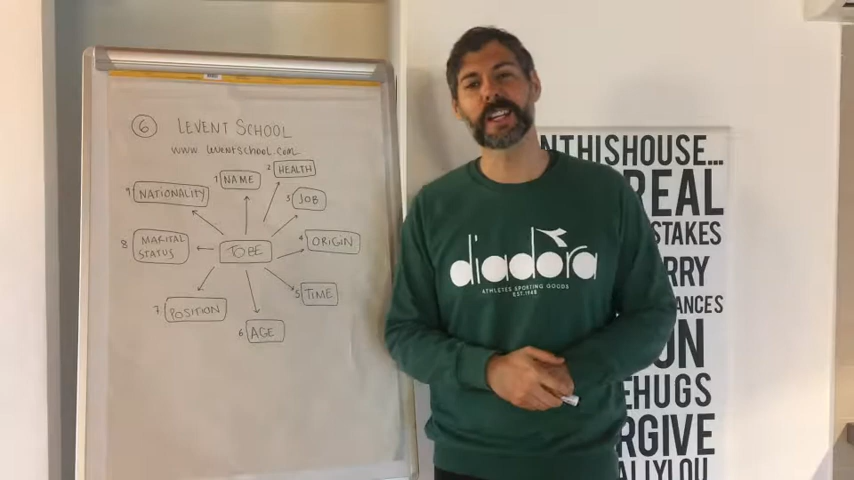 6 LEVENT SCHOOL
www.leventschool.com
1 NAME
2 HEALTH
3 JOB
4 ORIGIN
5 TIME
6 AGE
7 POSITION
8 MARITAL
STATUS
9 NATIONALITY
TO BE
diadora
ATHLETES SPORTING GOODS
EST. 1948
NTHISHOUSE...
REAL
STAKES
RRY
ANCES
UN
EHUGS
RGIVE
ALLYLOU